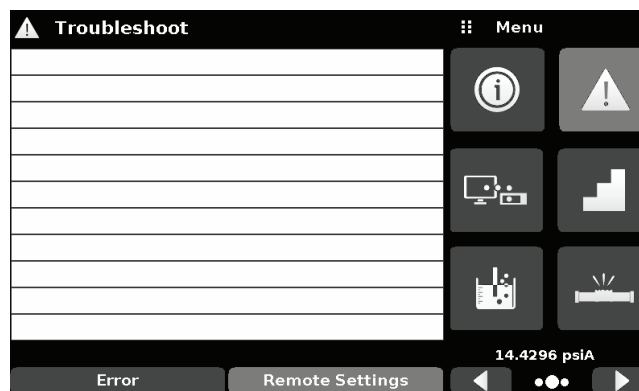 Troubleshoot
Menu
14.4296 psiA
Error
Remote Settings